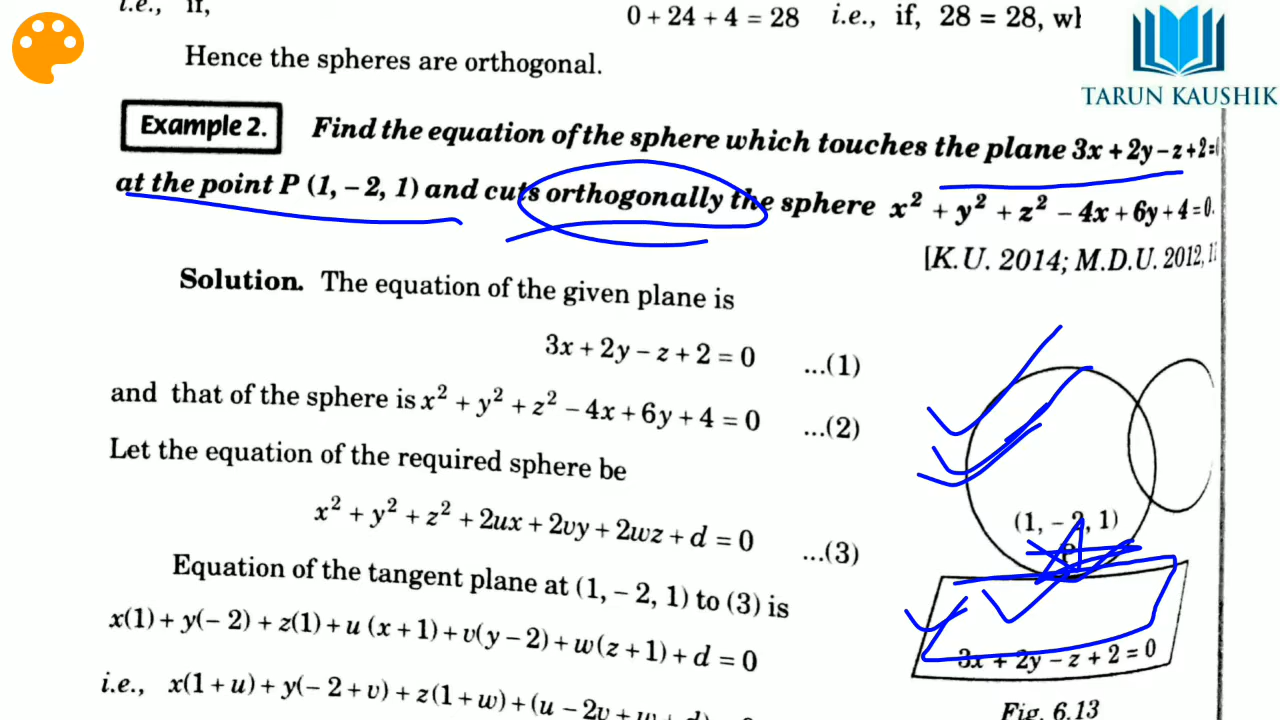 i.e., if,
0 + 24 + 4 = 28 i.e., if, 28 = 28,
Hence the spheres are orthogonal.
TARUN KAUSHIK
Example 2. Find the equation of the sphere which touches the plane 3x + 2y – z + 2 =
at the point P (1, – 2, 1) and cuts orthogonally the sphere x² + y² + z² – 4x + 6y + 4 = 0.
[K.U. 2014; M.D.U. 2012,
Solution. The equation of the given plane is
3x + 2y – z + 2 = 0 ...(1)
and that of the sphere is x² + y² + z² – 4x + 6y + 4 = 0 ...(2)
Let the equation of the required sphere be
x² + y² + z² + 2ux + 2vy + 2wz + d = 0 ...(3)
(1, – 2, 1)
Equation of the tangent plane at (1, – 2, 1) to (3) is
x(1) + y(– 2) + z(1) + u (x + 1) + v(y – 2) + w(z + 1) + d = 0
3x + 2y – z + 2 = 0
i.e., x(1 + u) + y(– 2 + v) + z(1 + w) + (u – 2v + w + d)
Fig. 6.13